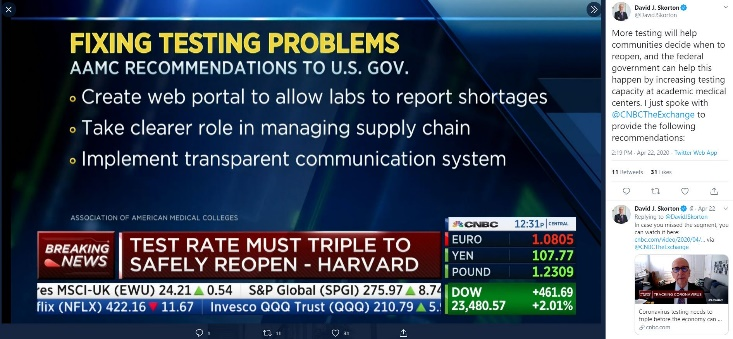 FIXING TESTING PROBLEMS
AAMC RECOMMENDATIONS TO U.S. GOV.
Create web portal to allow labs to report shortages
Take clearer role in managing supply chain
Implement transparent communication system
ASSOCIATION OF AMERICAN MEDICAL COLLEGES
BREAKING
NEWS
TEST RATE MUST TRIPLE TO
SAFELY REOPEN - HARVARD
CNBC 12:31p CENTRAL
EURO 1.0805
YEN 107.77
POUND 1.2309
DOW +461.69
23,480.57 +2.01%
res MSCI-UK (EWU) 24.21 ▲ 0.54 S&P Global (SPGI) 275.97 ▲ 8.74
flix (NFLX) 422.16 ▼ 11.67 Invesco QQQ Trust (QQQ) 210.79 ▲ 5.
David J. Skorton
@DavidJSkorton
More testing will help
communities decide when to
reopen, and the federal
government can help this
happen by increasing testing
capacity at academic medical
centers. I just spoke with
@CNBCTheExchange to
provide the following
recommendations:
2:19 PM · Apr 22, 2020 · Twitter Web App
11 Retweets 31 Likes
David J. Skorton · Apr 22
Replying to @DavidJSkorton
In case you missed the segment, you
can watch it here:
cnbc.com/video/2020/04/... via
@CNBCTheExchange
TRACKING CORONAVIRUS
Coronavirus testing needs to
triple before the economy can ...
cnbc.com